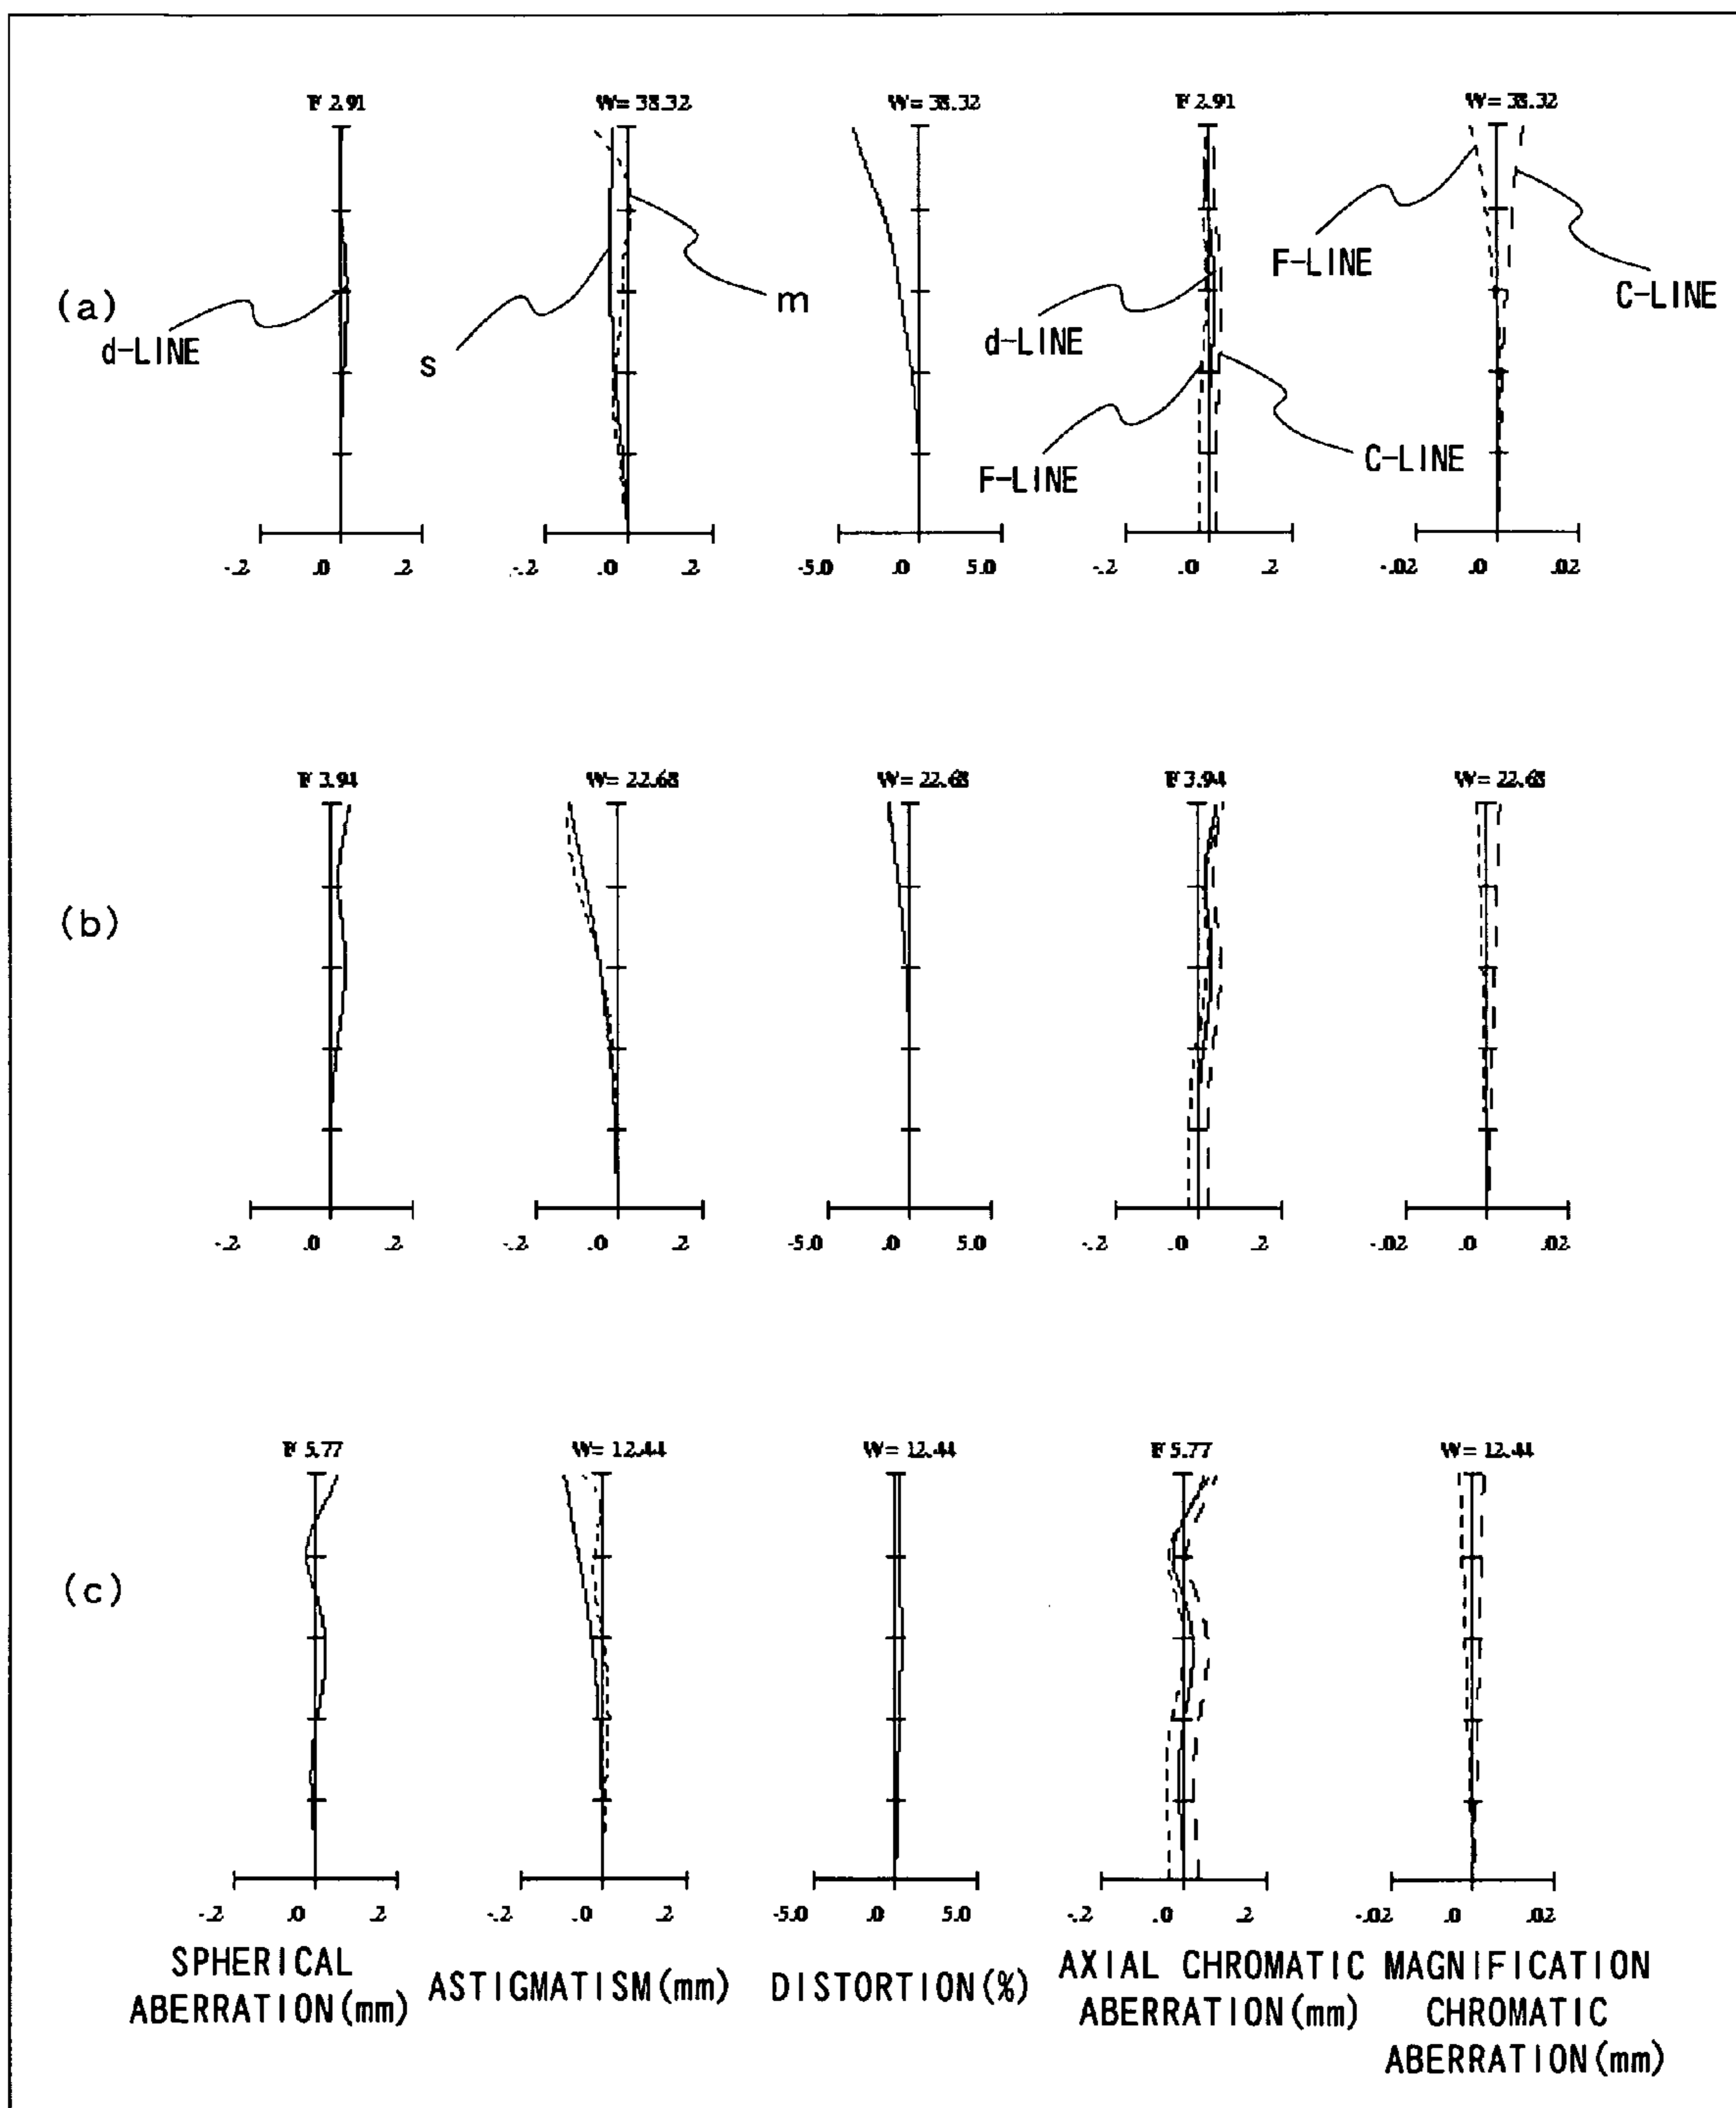 F 2.91 W= 38.32 W= 38.32 F 2.91 W= 38.32
(a)
d-LINE
s
m
d-LINE
F-LINE
C-LINE
F-LINE
C-LINE
-.2 .0 .2 -.2 .0 .2 -5.0 .0 5.0 -.2 .0 .2 -.02 .0 .02
F 3.94 W= 22.68 W= 22.68 F 3.94 W= 22.68
(b)
-.2 .0 .2 -.2 .0 .2 -5.0 .0 5.0 -.2 .0 .2 -.02 .0 .02
F 5.77 W= 12.44 W= 12.44 F 5.77 W= 12.44
(c)
-.2 .0 .2 -.2 .0 .2 -5.0 .0 5.0 -.2 .0 .2 -.02 .0 .02
SPHERICAL
ABERRATION(mm)
ASTIGMATISM(mm)
DISTORTION(%)
AXIAL CHROMATIC
ABERRATION(mm)
MAGNIFICATION
CHROMATIC
ABERRATION(mm)